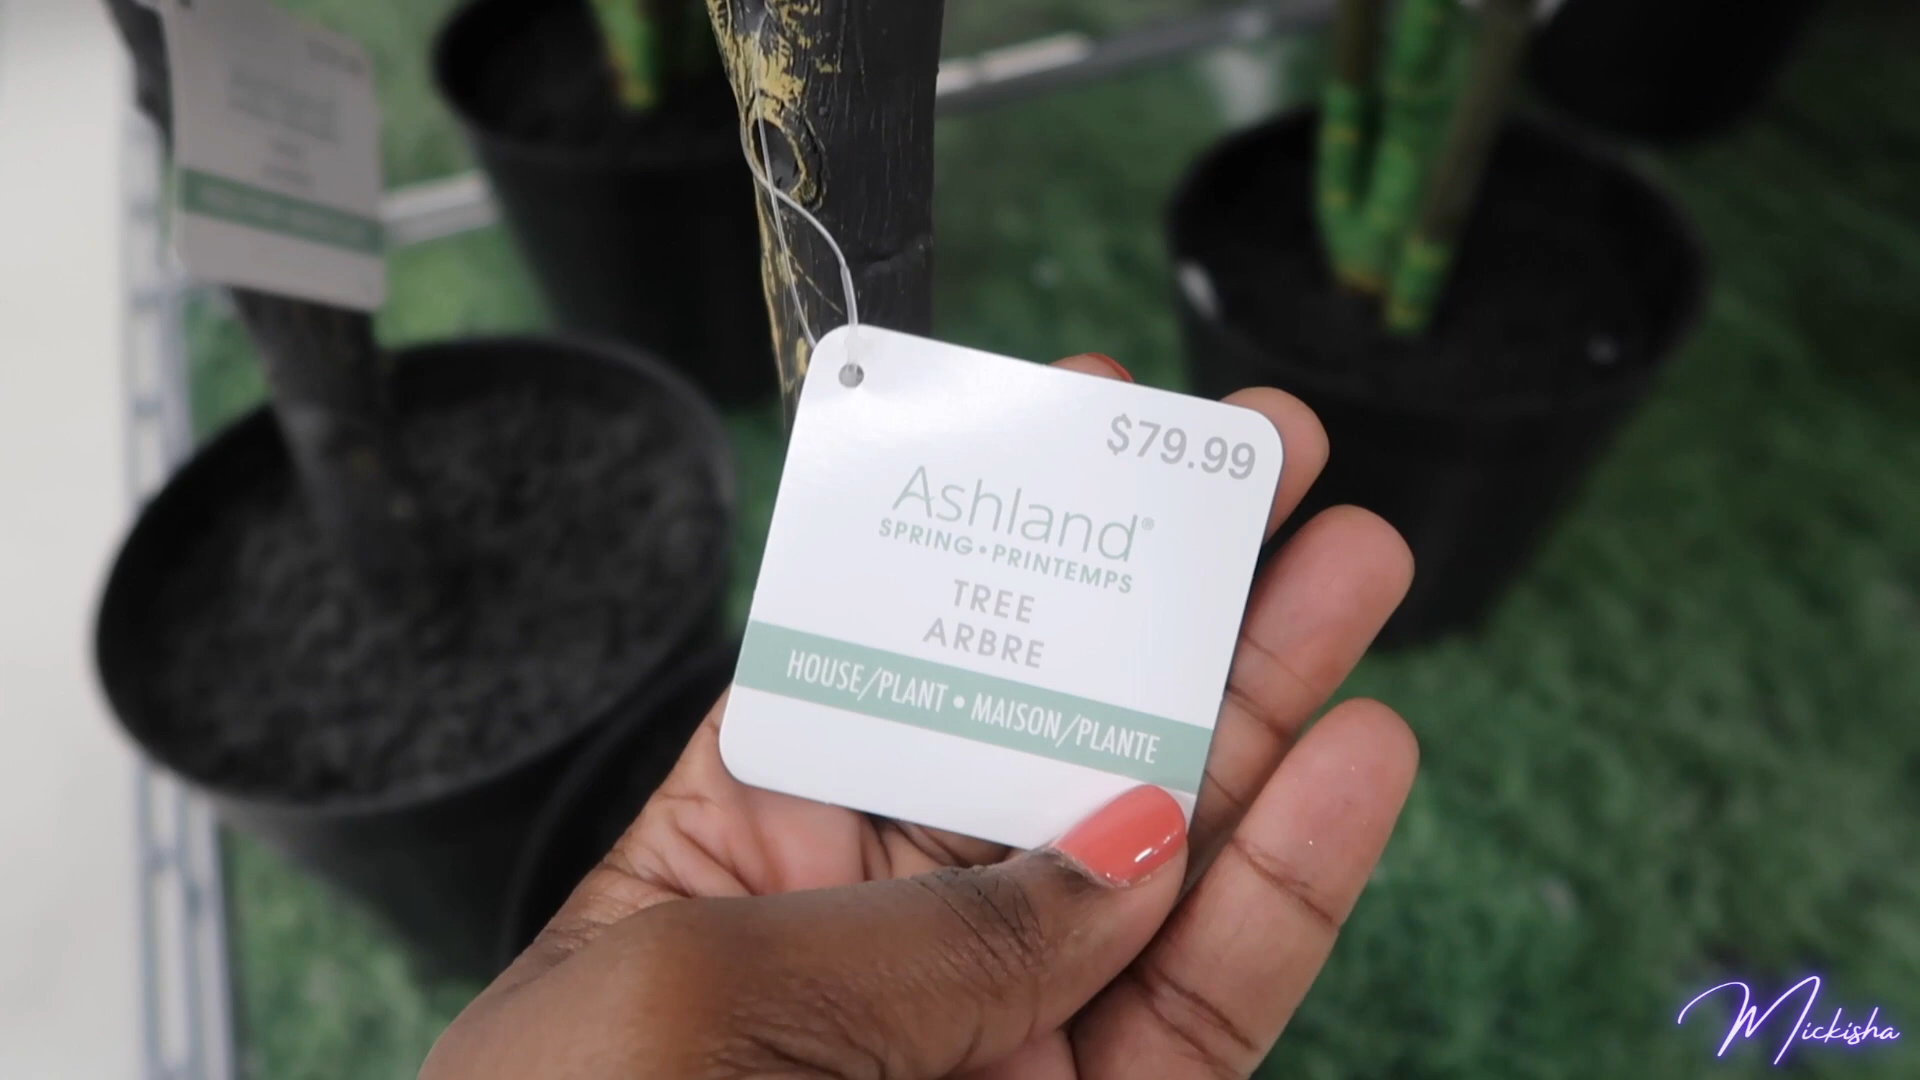 $79.99
Ashland®
SPRING • PRINTEMPS
TREE
ARBRE
HOUSE/PLANT • MAISON/PLANTE
Mickisha